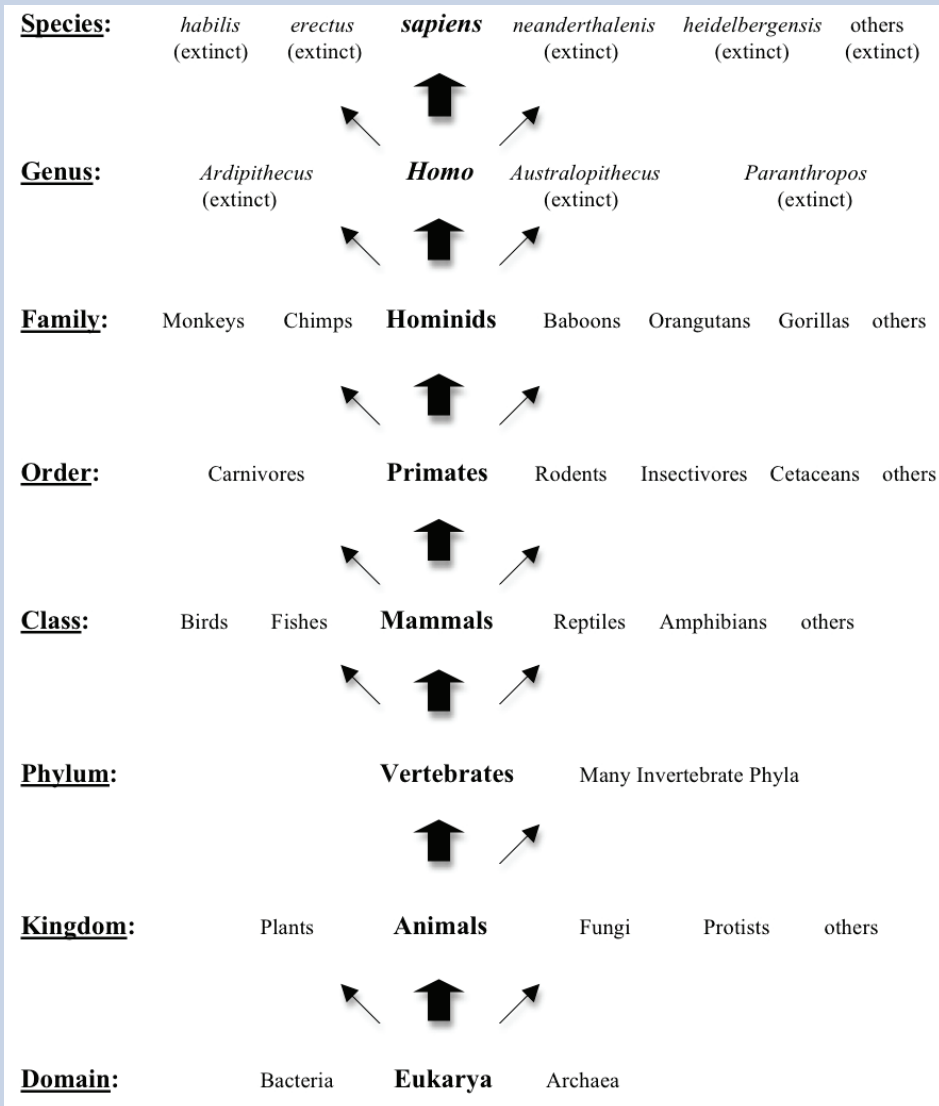 Species: habilis erectus sapiens neanderthalenis heidelbergensis others
(extinct) (extinct) (extinct) (extinct) (extinct)
Genus: Ardipithecus Homo Australopithecus Paranthropos
(extinct) (extinct) (extinct)
Family: Monkeys Chimps Hominids Baboons Orangutans Gorillas others
Order: Carnivores Primates Rodents Insectivores Cetaceans others
Class: Birds Fishes Mammals Reptiles Amphibians others
Phylum: Vertebrates Many Invertebrate Phyla
Kingdom: Plants Animals Fungi Protists others
Domain: Bacteria Eukarya Archaea